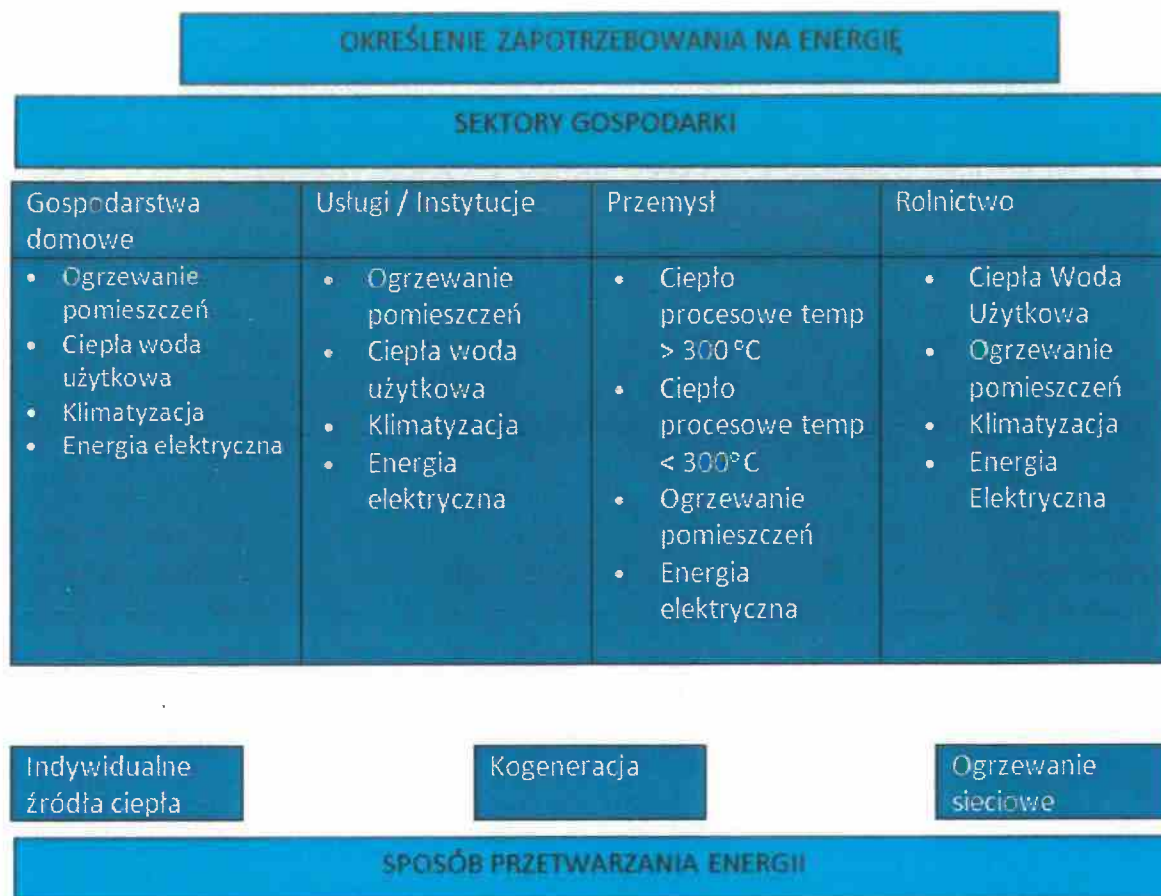 OKREŚLENIE ZAPOTRZEBOWANIA NA ENERGIĘ
SEKTORY GOSPODARKI
Gospodarstwa
domowe
• Ogrzewanie
pomieszczeń
• Ciepła woda
użytkowa
• Klimatyzacja
• Energia elektryczna
Usługi / Instytucje
• Ogrzewanie
pomieszczeń
• Ciepła woda
użytkowa
• Klimatyzacja
• Energia
elektryczna
Przemysł
• Ciepło
procesowe temp
> 300 °C
• Ciepło
procesowe temp
< 300°C
• Ogrzewanie
pomieszczeń
• Energia
elektryczna
Rolnictwo
• Ciepła Woda
Użytkowa
• Ogrzewanie
pomieszczeń
• Klimatyzacja
• Energia
Elektryczna
Indywidualne
źródła ciepła
Kogeneracja
Ogrzewanie
sieciowe
SPOSÓB PRZETWARZANIA ENERGII